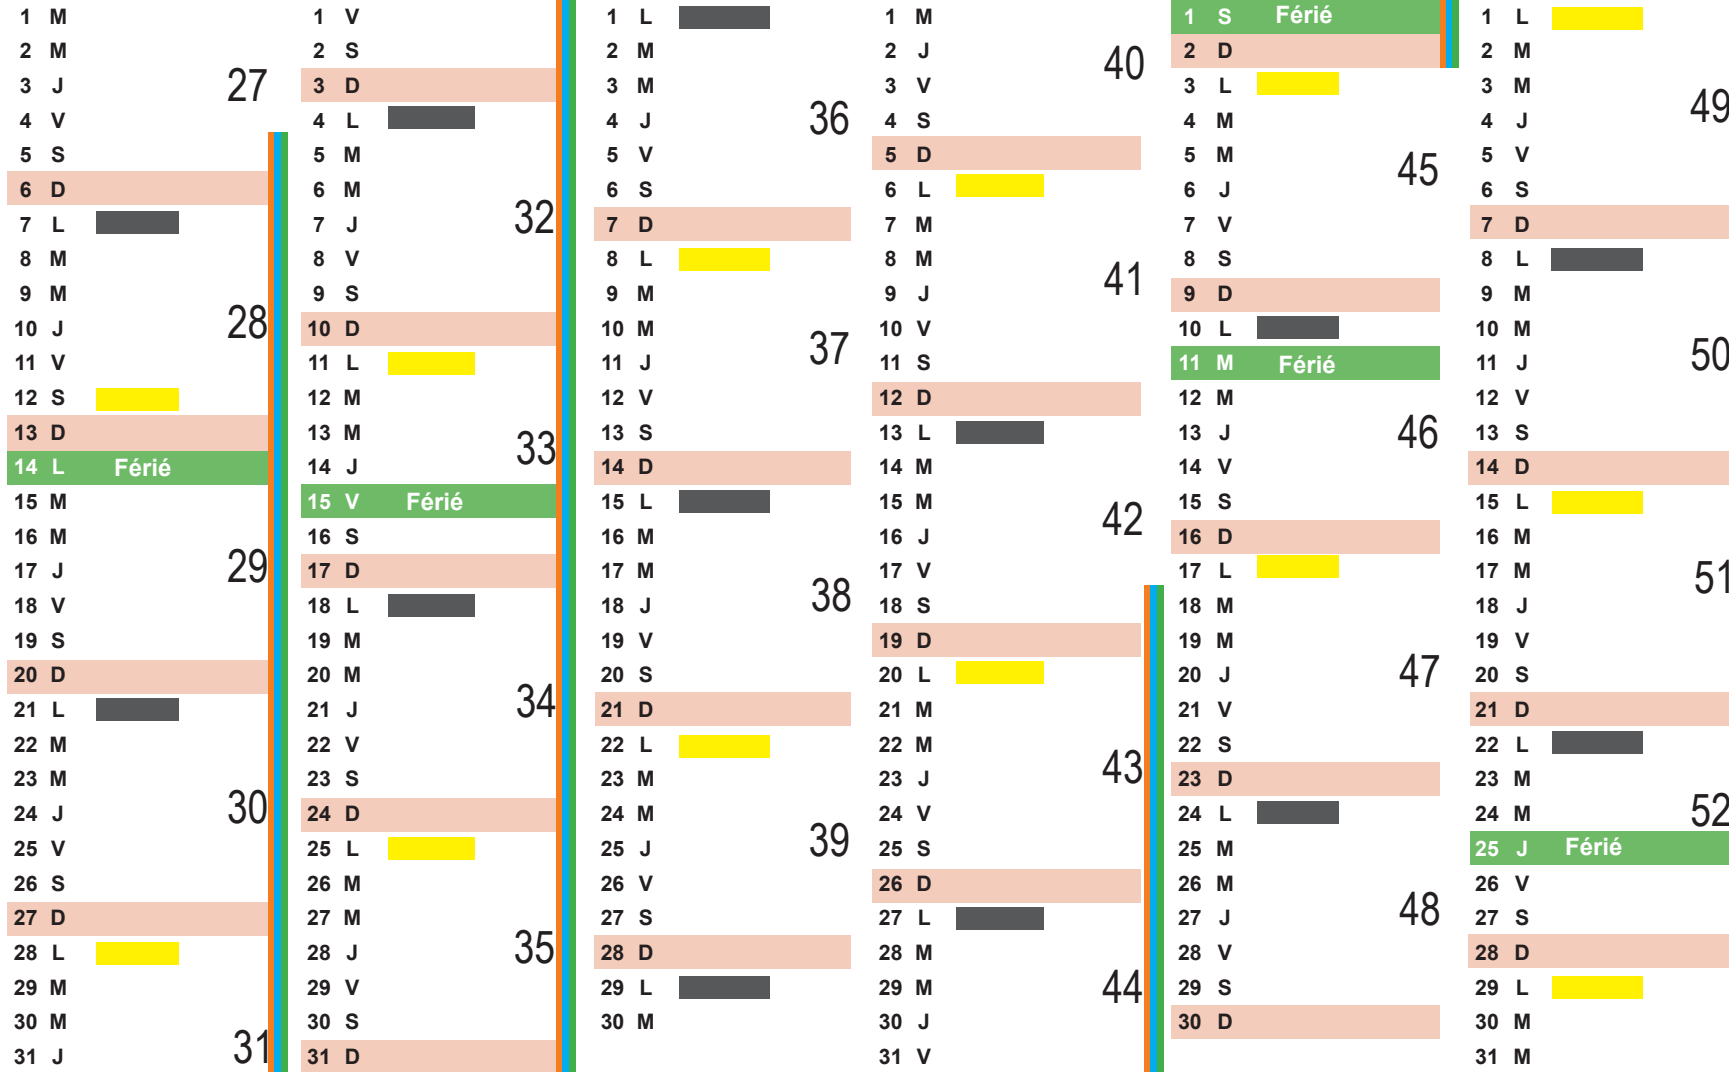 1 M
2 M
3 J
27
4 V
5 S
6 D
7 L
8 M
9 M
10 J
28
11 V
12 S
13 D
14 L Férié
15 M
16 M
17 J
29
18 V
19 S
20 D
21 L
22 M
23 M
24 J
30
25 V
26 S
27 D
28 L
29 M
30 M
31 J
31
1 V
2 S
3 D
4 L
5 M
6 M
7 J
32
8 V
9 S
10 D
11 L
12 M
13 M
14 J
33
15 V Férié
16 S
17 D
18 L
19 M
20 M
21 J
34
22 V
23 S
24 D
25 L
26 M
27 M
28 J
35
29 V
30 S
31 D
1 L
2 M
3 M
4 J
36
5 V
6 S
7 D
8 L
9 M
10 M
11 J
37
12 V
13 S
14 D
15 L
16 M
17 M
18 J
38
19 V
20 S
21 D
22 L
23 M
24 M
25 J
39
26 V
27 S
28 D
29 L
30 M
1 M
2 J
40
3 V
4 S
5 D
6 L
7 M
8 M
9 J
41
10 V
11 S
12 D
13 L
14 M
15 M
16 J
42
17 V
18 S
19 D
20 L
21 M
22 M
23 J
43
24 V
25 S
26 D
27 L
28 M
29 M
44
30 J
31 V
1 S Férié
2 D
3 L
4 M
5 M
45
6 J
7 V
8 S
9 D
10 L
11 M Férié
12 M
13 J
46
14 V
15 S
16 D
17 L
18 M
19 M
20 J
47
21 V
22 S
23 D
24 L
25 M
26 M
27 J
48
28 V
29 S
30 D
1 L
2 M
3 M
49
4 J
5 V
6 S
7 D
8 L
9 M
10 M
11 J
50
12 V
13 S
14 D
15 L
16 M
17 M
51
18 J
19 V
20 S
21 D
22 L
23 M
24 M
52
25 J Férié
26 V
27 S
28 D
29 L
30 M
31 M